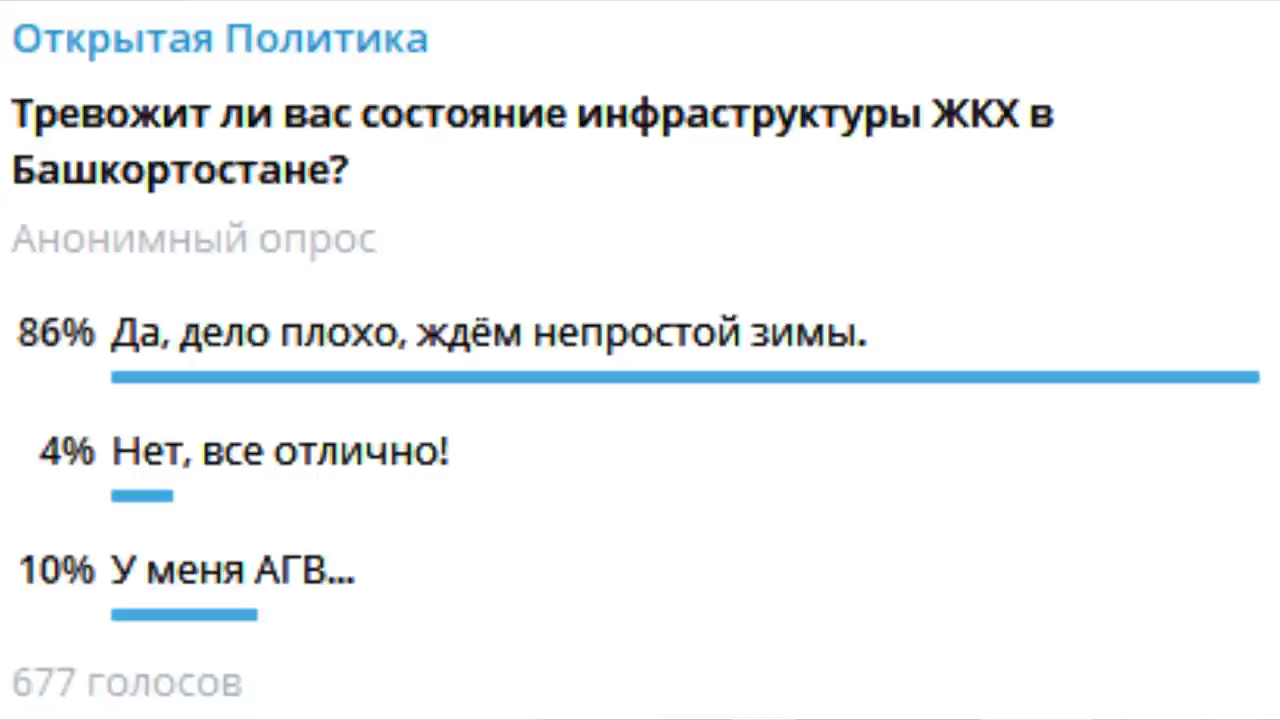 Открытая Политика
Тревожит ли вас состояние инфраструктуры ЖКХ в
Башкортостане?
Анонимный опрос
86% Да, дело плохо, ждём непростой зимы.
4% Нет, все отлично!
10% У меня АГВ...
677 голосов